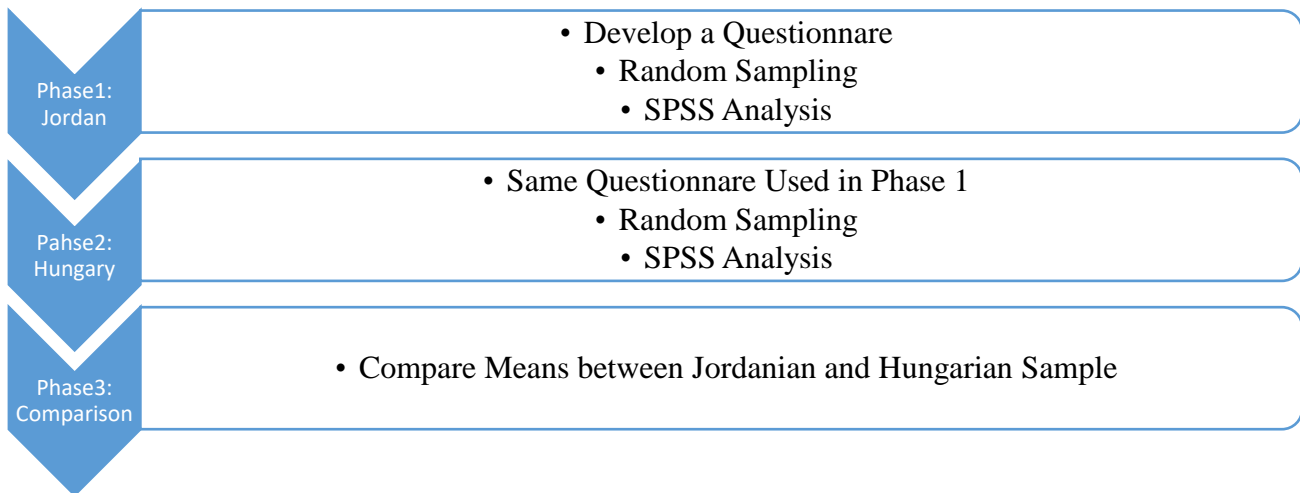 Phase1:
Jordan
• Develop a Questionnare
• Random Sampling
• SPSS Analysis
Pahse2:
Hungary
• Same Questionnare Used in Phase 1
• Random Sampling
• SPSS Analysis
Phase3:
Comparison
• Compare Means between Jordanian and Hungarian Sample